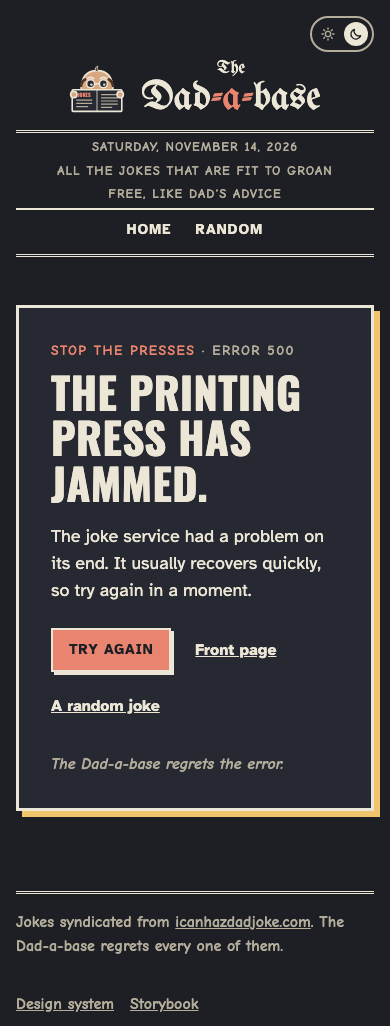 The
Dad-a-base
JOKES
SATURDAY, NOVEMBER 14, 2026
ALL THE JOKES THAT ARE FIT TO GROAN
FREE, LIKE DAD'S ADVICE
HOME RANDOM
STOP THE PRESSES · ERROR 500
THE PRINTING
PRESS HAS
JAMMED.
The joke service had a problem on
its end. It usually recovers quickly,
so try again in a moment.
TRY AGAIN Front page
A random joke
The Dad-a-base regrets the error.
Jokes syndicated from icanhazdadjoke.com. The
Dad-a-base regrets every one of them.
Design system Storybook